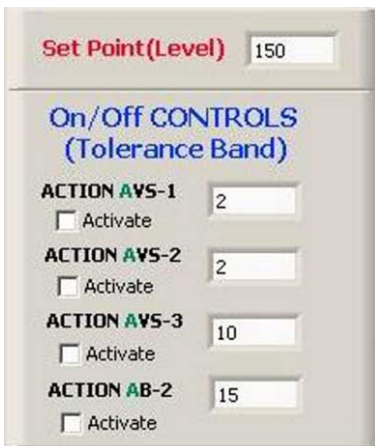 Set Point(Level) 150
On/Off CONTROLS
(Tolerance Band)
ACTION AVS-1 2
Activate
ACTION AVS-2 2
Activate
ACTION AVS-3 10
Activate
ACTION AB-2 15
Activate